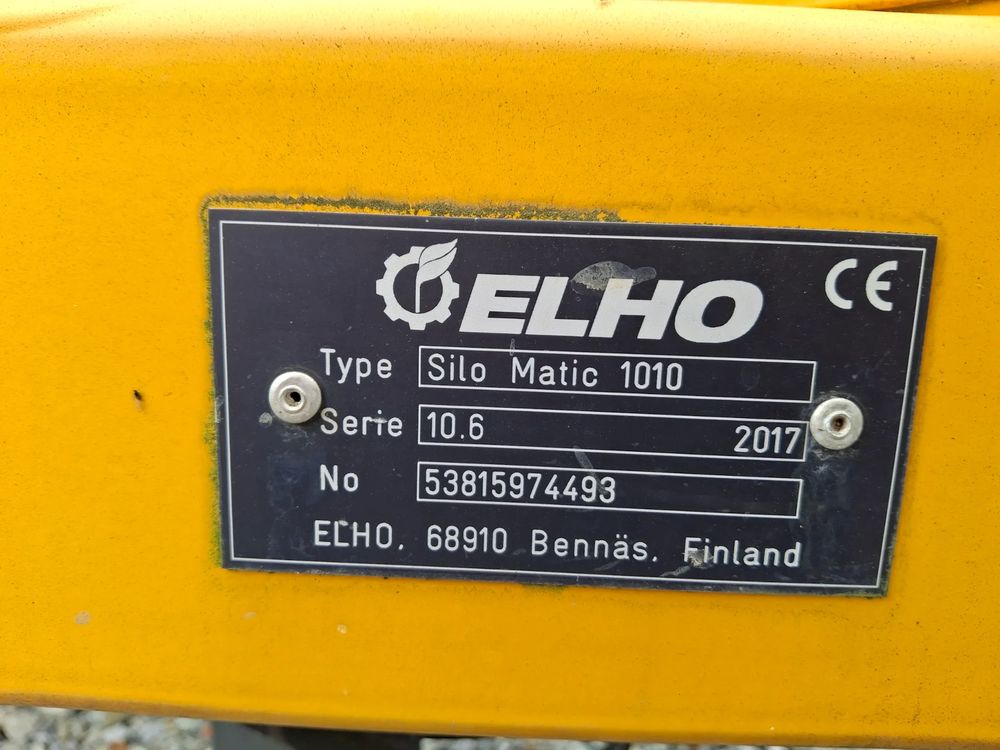 ELHO CE
Type Silo Matic 1010
Serie 10.6 2017
No 53815974493
ELHO. 68910 Bennäs. Finland